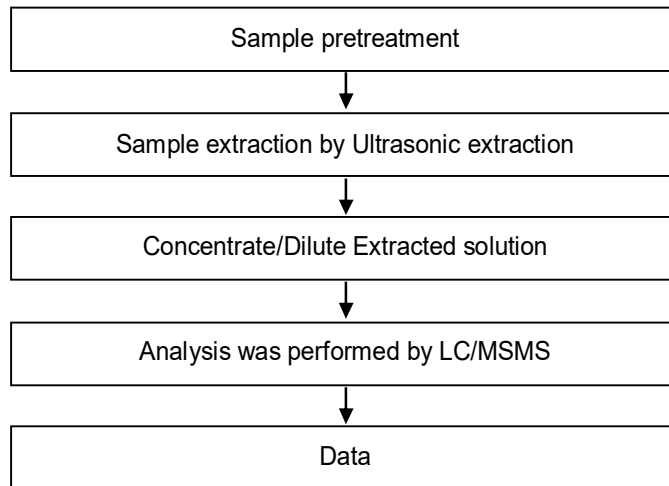 Sample pretreatment
Sample extraction by Ultrasonic extraction
Concentrate/Dilute Extracted solution
Analysis was performed by LC/MSMS
Data